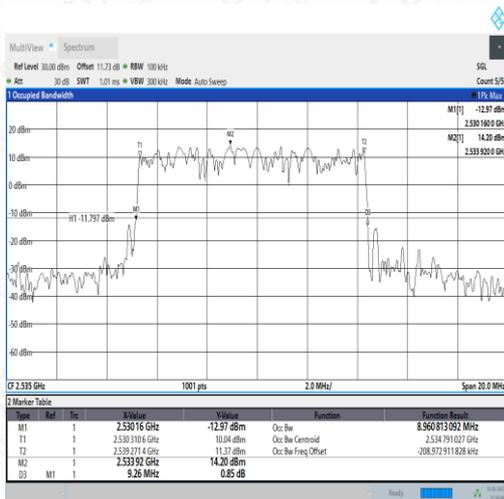 MultiView Spectrum
Ref Level 30.00 dBm Offset 11.73 dB RBW 100 kHz SGL
Att 30 dB SWT 1.01 ms VBW 300 kHz Mode Auto Sweep Count 5/5
1 Occupied Bandwidth 1Pk Max
M1[1] -12.97 dBm
2.530 160 0 GH
M2[1] 14.20 dBm
2.533 920 0 GH
20 dBm
M2
T1
10 dBm
0 dBm
-10 dBm
M1
H1 -11.797 dBm
-20 dBm
-30 dBm
-40 dBm
-50 dBm
-60 dBm
CF 2.535 GHz 1001 pts 2.0 MHz/ Span 20.0 MHz
2 Marker Table
Type Ref Trc X-Value Y-Value Function Function Result
M1 1 2.530 16 GHz -12.97 dBm Occ Bw 8.960 813 092 MHz
T1 1 2.530 310 6 GHz 10.04 dBm Occ Bw Centroid 2.534 791 027 GHz
T2 1 2.539 271 4 GHz 11.37 dBm Occ Bw Freq Offset -208.972 911 828 kHz
M2 1 2.533 92 GHz 14.20 dBm
D3 M1 1 9.26 MHz 0.85 dB
Ready